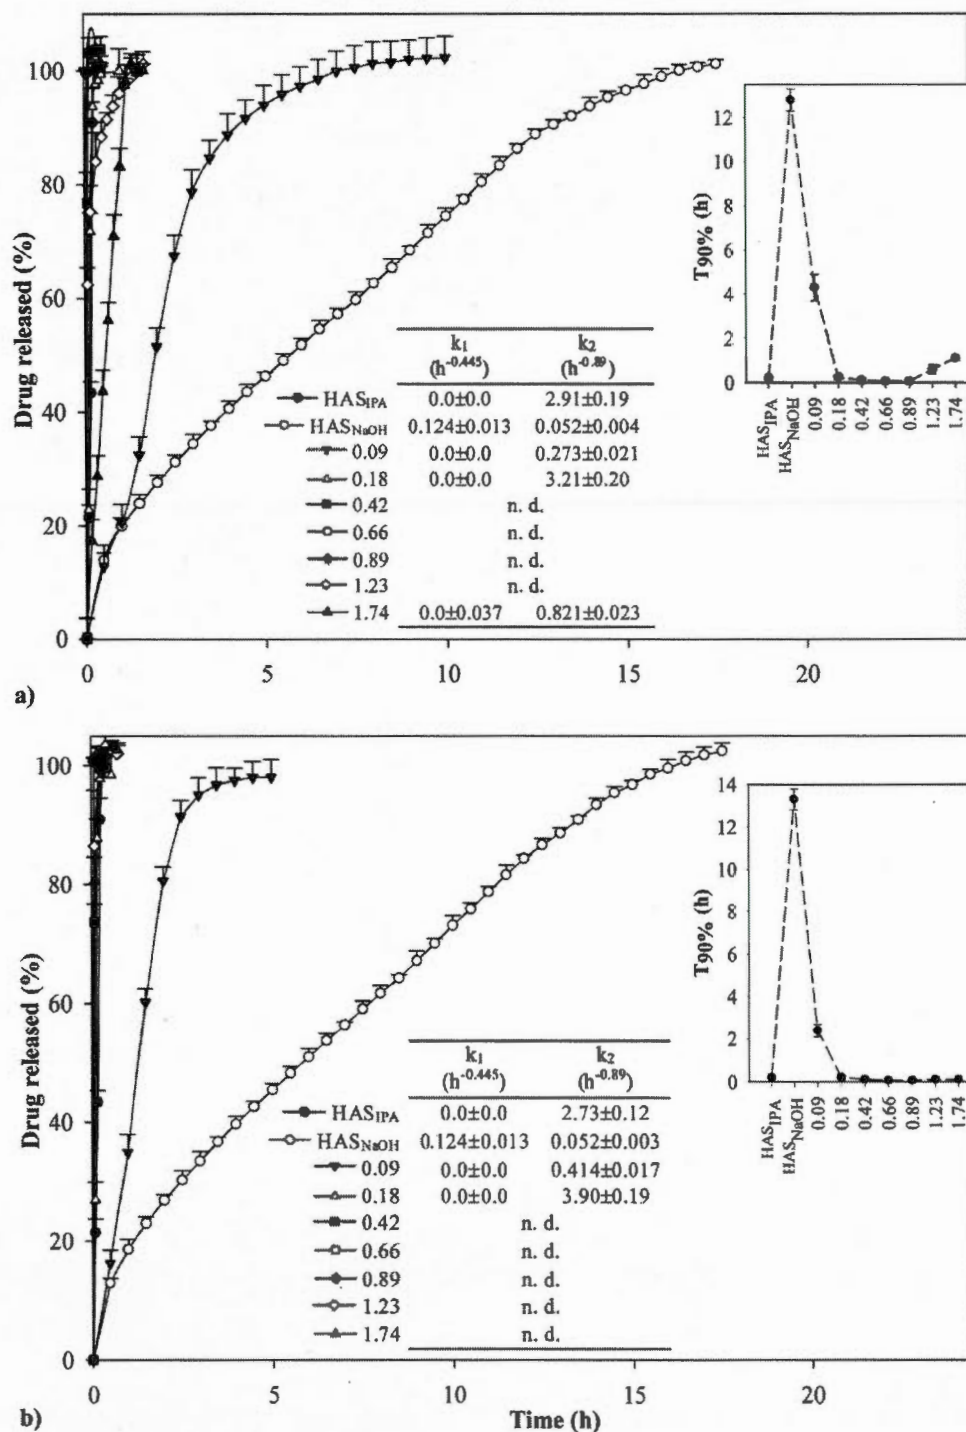 Drug released (%)
100
80
60
40
20
0
0 5 10 15 20
a)
k1 k2
(h-0.445) (h-0.89)
HASIPA 0.0±0.0 2.91±0.19
HASNaOH 0.124±0.013 0.052±0.004
0.09 0.0±0.0 0.273±0.021
0.18 0.0±0.0 3.21±0.20
0.42 n. d.
0.66 n. d.
0.89 n. d.
1.23 n. d.
1.74 0.0±0.037 0.821±0.023
T90% (h)
12
10
8
6
4
2
0
HASIPA HASNaOH 0.09 0.18 0.42 0.66 0.89 1.23 1.74
Drug released (%)
100
80
60
40
20
0
0 5 10 15 20
b)
Time (h)
k1 k2
(h-0.445) (h-0.89)
HASIPA 0.0±0.0 2.73±0.12
HASNaOH 0.124±0.013 0.052±0.003
0.09 0.0±0.0 0.414±0.017
0.18 0.0±0.0 3.90±0.19
0.42 n. d.
0.66 n. d.
0.89 n. d.
1.23 n. d.
1.74 n. d.
T90% (h)
14
12
10
8
6
4
2
0
HASIPA HASNaOH 0.09 0.18 0.42 0.66 0.89 1.23 1.74